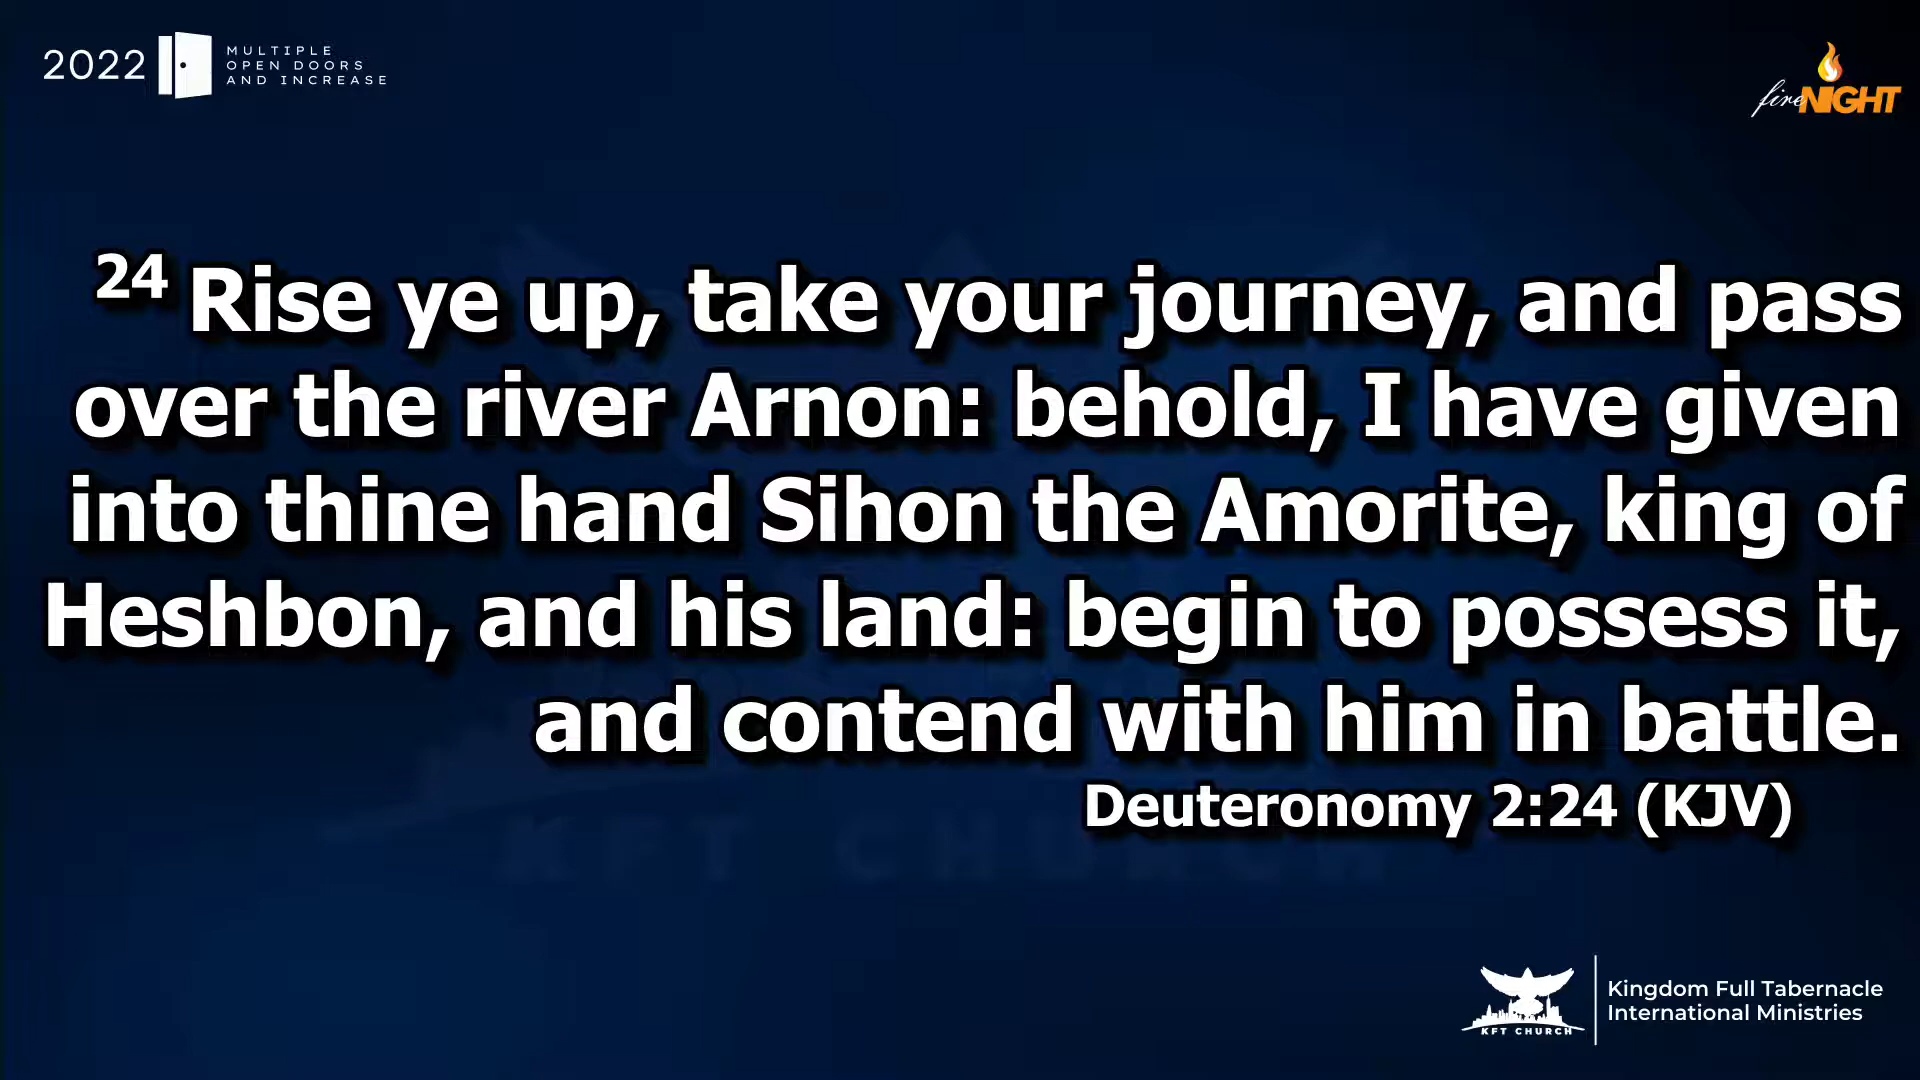 2022
MULTIPLE
OPEN DOORS
AND INCREASE
fireNIGHT
24 Rise ye up, take your journey, and pass
over the river Arnon: behold, I have given
into thine hand Sihon the Amorite, king of
Heshbon, and his land: begin to possess it,
and contend with him in battle.
Deuteronomy 2:24 (KJV)
KFT CHURCH
KFT CHURCH
Kingdom Full Tabernacle
International Ministries